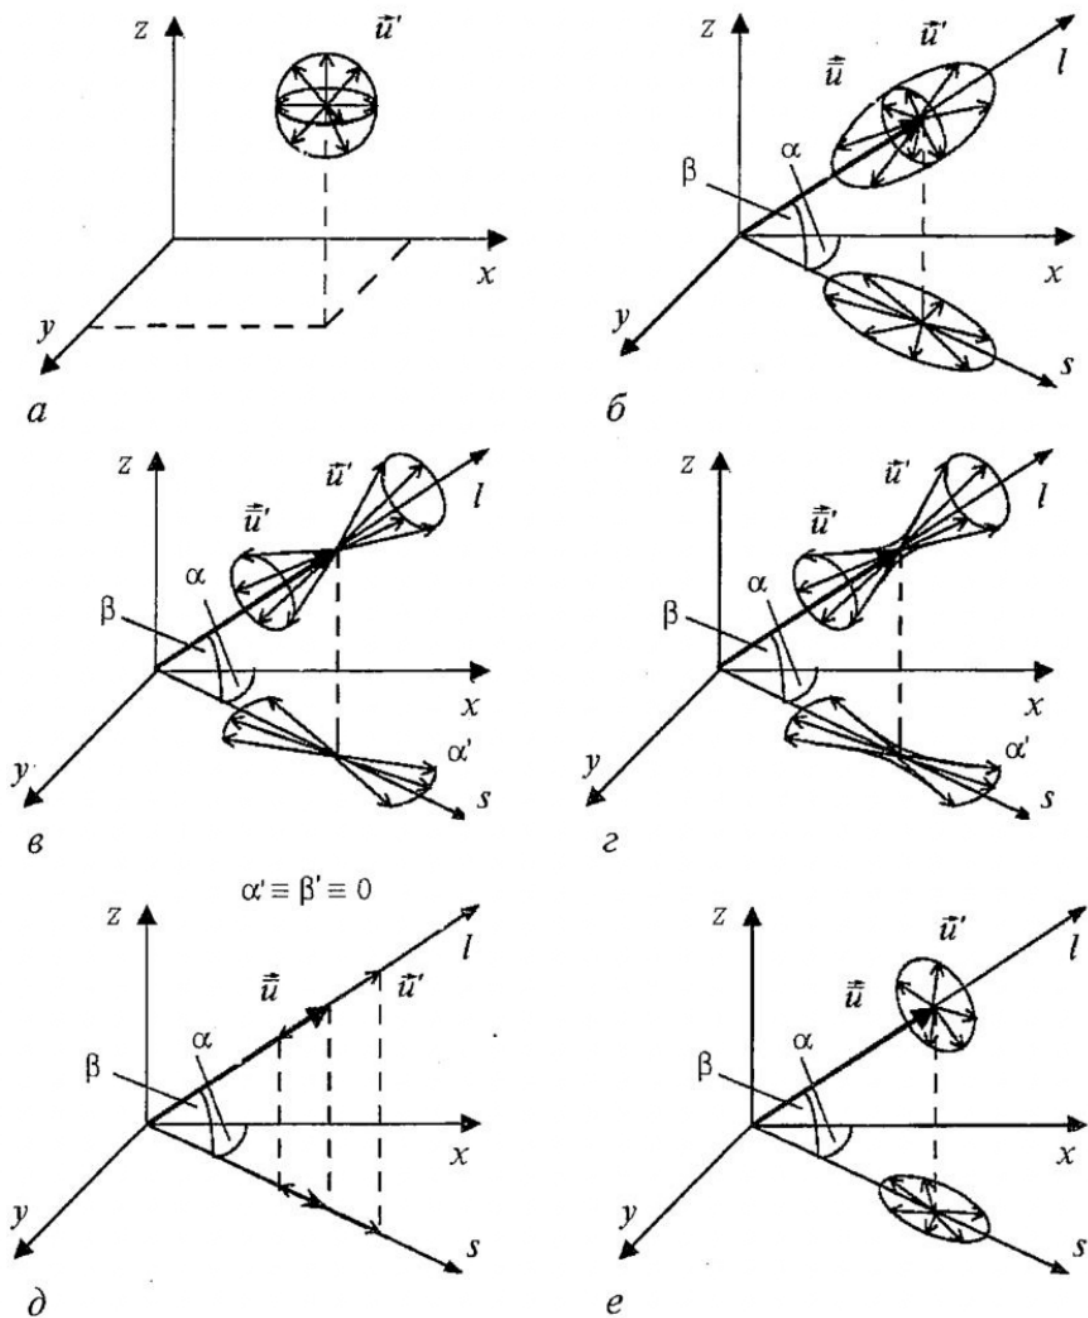 z u⃗'
x
y
а
z u⃗' l
u̅⃗
α
β
x
y
s
б
z u⃗' l
u̅⃗'
α
β
x
y α'
s
в
z u⃗' l
u̅⃗'
α
β
x
y α'
s
г
α' ≡ β' ≡ 0
z l
u̅⃗ u⃗'
α
β
x
y
s
д
z u⃗' l
u̅⃗
α
β
x
y
s
е